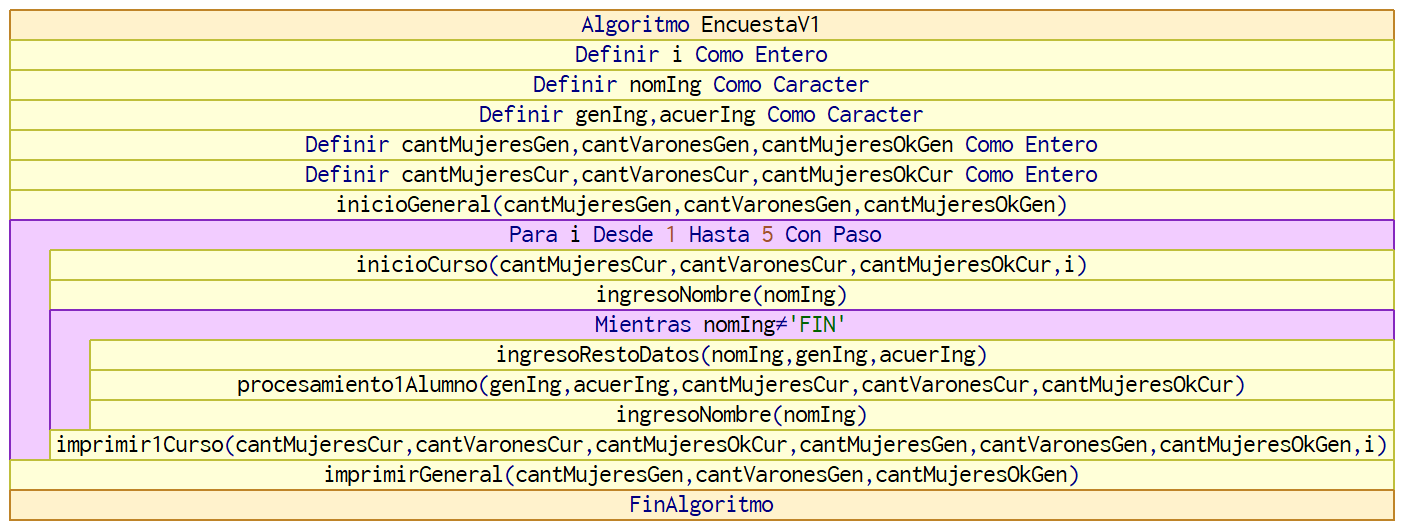 Algoritmo EncuestaV1
Definir i Como Entero
Definir nomIng Como Caracter
Definir genIng,acuerIng Como Caracter
Definir cantMujeresGen,cantVaronesGen,cantMujeresOkGen Como Entero
Definir cantMujeresCur,cantVaronesCur,cantMujeresOkCur Como Entero
inicioGeneral(cantMujeresGen,cantVaronesGen,cantMujeresOkGen)
Para i Desde 1 Hasta 5 Con Paso
inicioCurso(cantMujeresCur,cantVaronesCur,cantMujeresOkCur,i)
ingresoNombre(nomIng)
Mientras nomIng≠'FIN'
ingresoRestoDatos(nomIng,genIng,acuerIng)
procesamiento1Alumno(genIng,acuerIng,cantMujeresCur,cantVaronesCur,cantMujeresOkCur)
ingresoNombre(nomIng)
imprimir1Curso(cantMujeresCur,cantVaronesCur,cantMujeresOkCur,cantMujeresGen,cantVaronesGen,cantMujeresOkGen,i)
imprimirGeneral(cantMujeresGen,cantVaronesGen,cantMujeresOkGen)
FinAlgoritmo